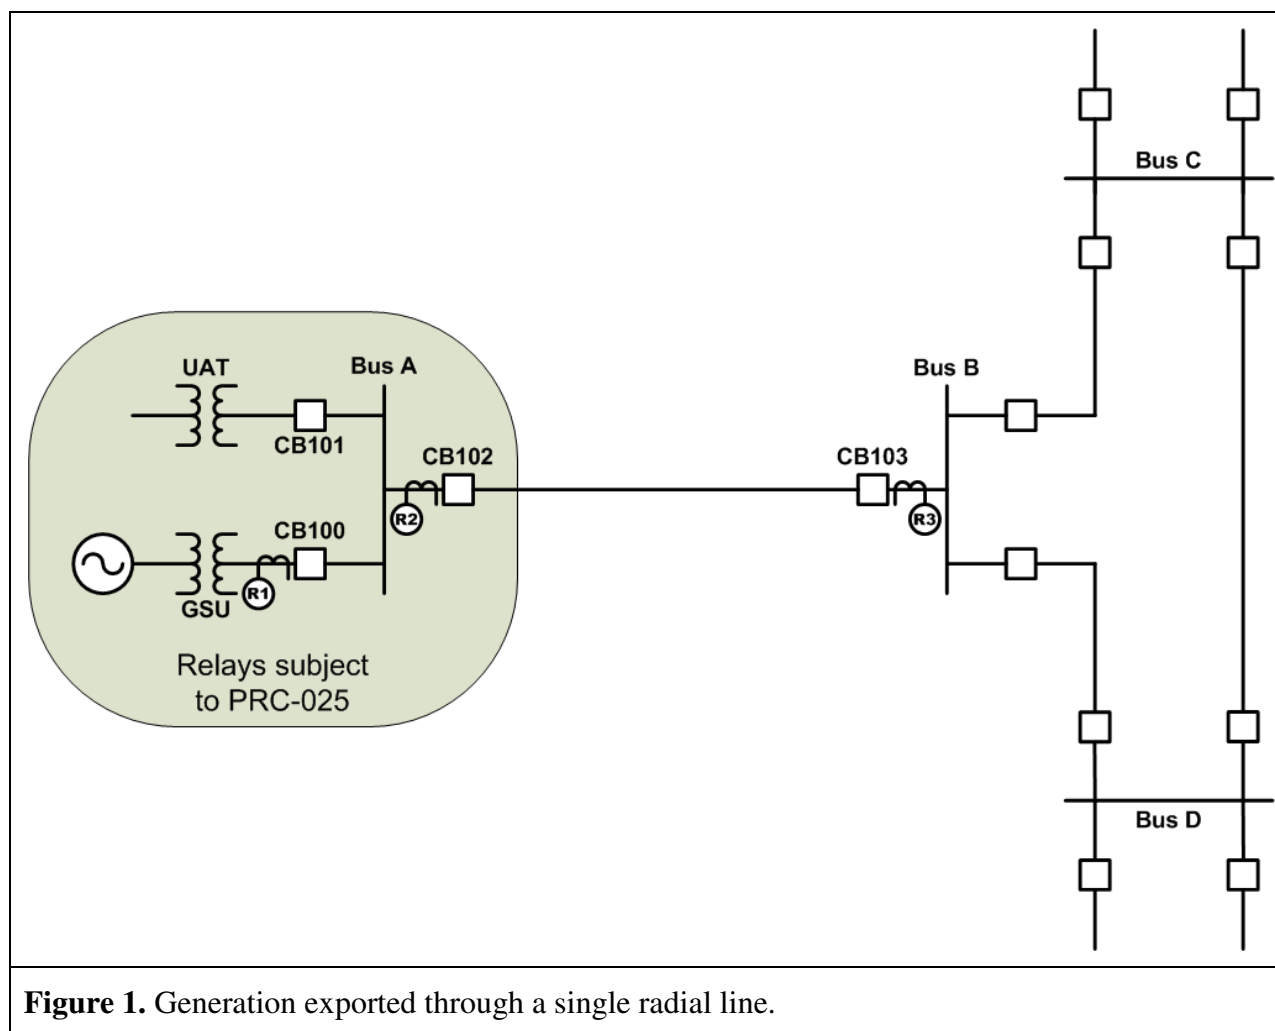 Bus C
UAT
Bus A
Bus B
CB101
CB102
CB103
R2
R3
CB100
R1
GSU
Relays subject
to PRC-025
Bus D
Figure 1. Generation exported through a single radial line.